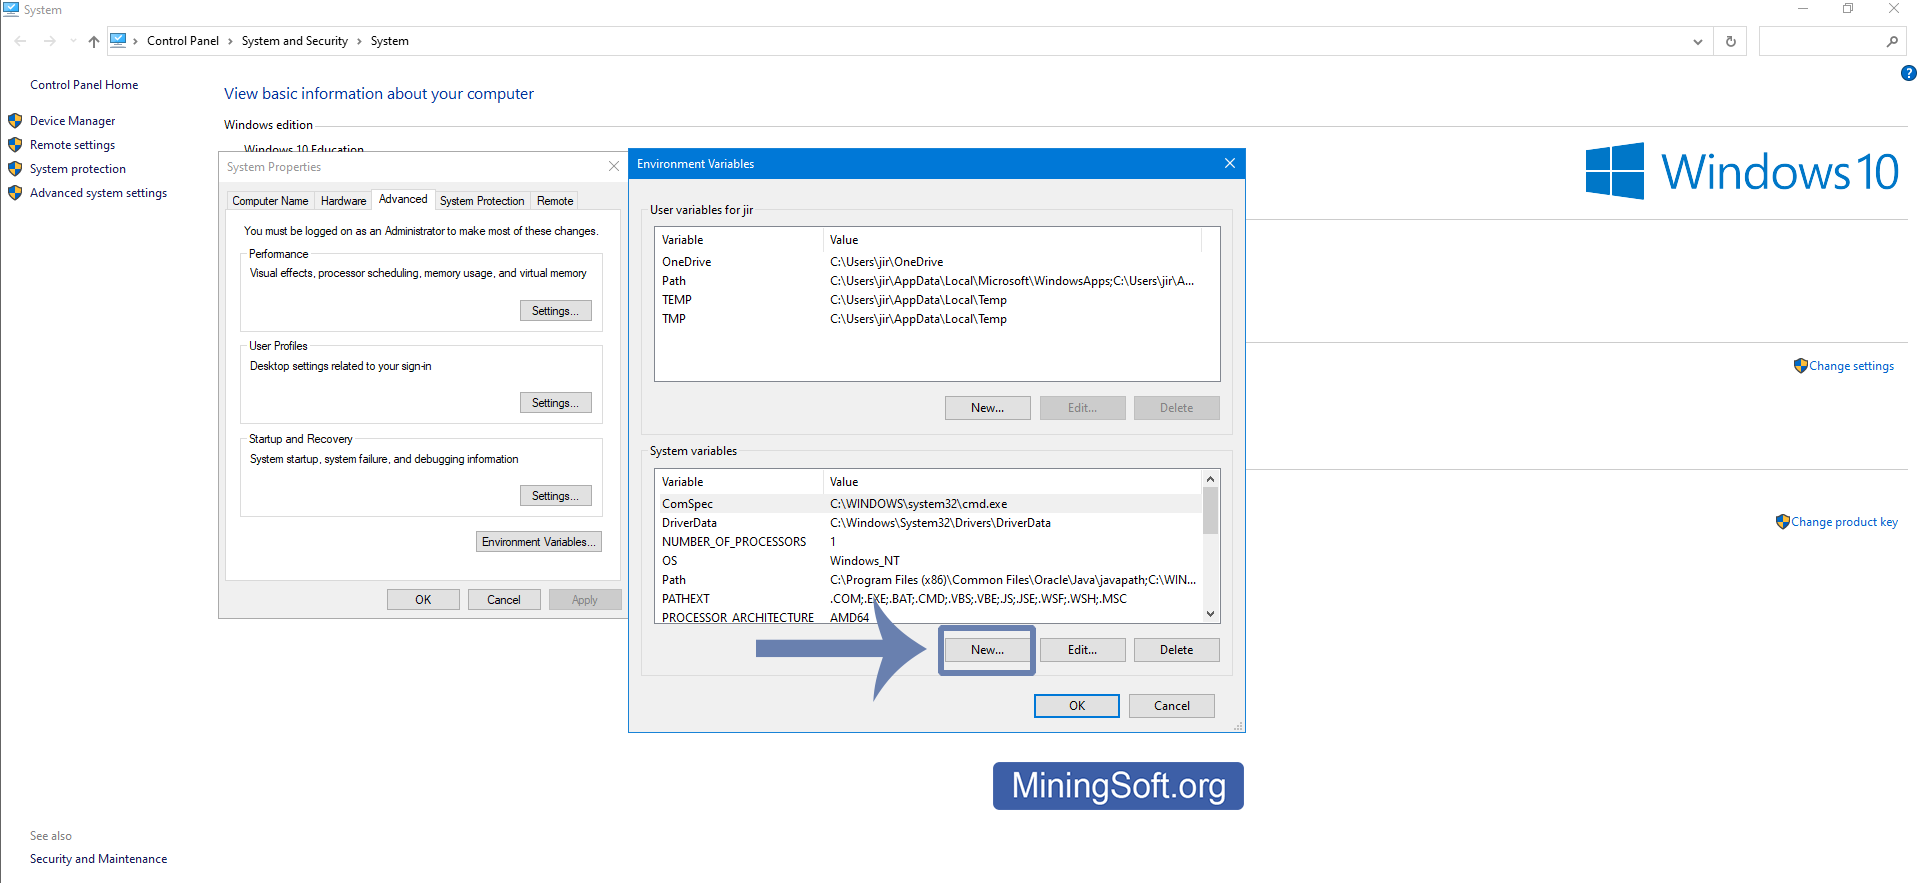 System
Control Panel › System and Security › System
Control Panel Home
Device Manager
Remote settings
System protection
Advanced system settings
View basic information about your computer
Windows edition
Windows 10 Education
Windows 10
Change settings
Change product key
System Properties
Computer Name Hardware Advanced System Protection Remote
You must be logged on as an Administrator to make most of these changes.
Performance
Visual effects, processor scheduling, memory usage, and virtual memory
Settings...
User Profiles
Desktop settings related to your sign-in
Settings...
Startup and Recovery
System startup, system failure, and debugging information
Settings...
Environment Variables...
OK Cancel Apply
Environment Variables
User variables for jir
Variable Value
OneDrive C:\Users\jir\OneDrive
Path C:\Users\jir\AppData\Local\Microsoft\WindowsApps;C:\Users\jir\A...
TEMP C:\Users\jir\AppData\Local\Temp
TMP C:\Users\jir\AppData\Local\Temp
New... Edit... Delete
System variables
Variable Value
ComSpec C:\WINDOWS\system32\cmd.exe
DriverData C:\Windows\System32\Drivers\DriverData
NUMBER_OF_PROCESSORS 1
OS Windows_NT
Path C:\Program Files (x86)\Common Files\Oracle\Java\javapath;C:\WIN...
PATHEXT .COM;.EXE;.BAT;.CMD;.VBS;.VBE;.JS;.JSE;.WSF;.WSH;.MSC
PROCESSOR_ARCHITECTURE AMD64
New... Edit... Delete
OK Cancel
MiningSoft.org
See also
Security and Maintenance